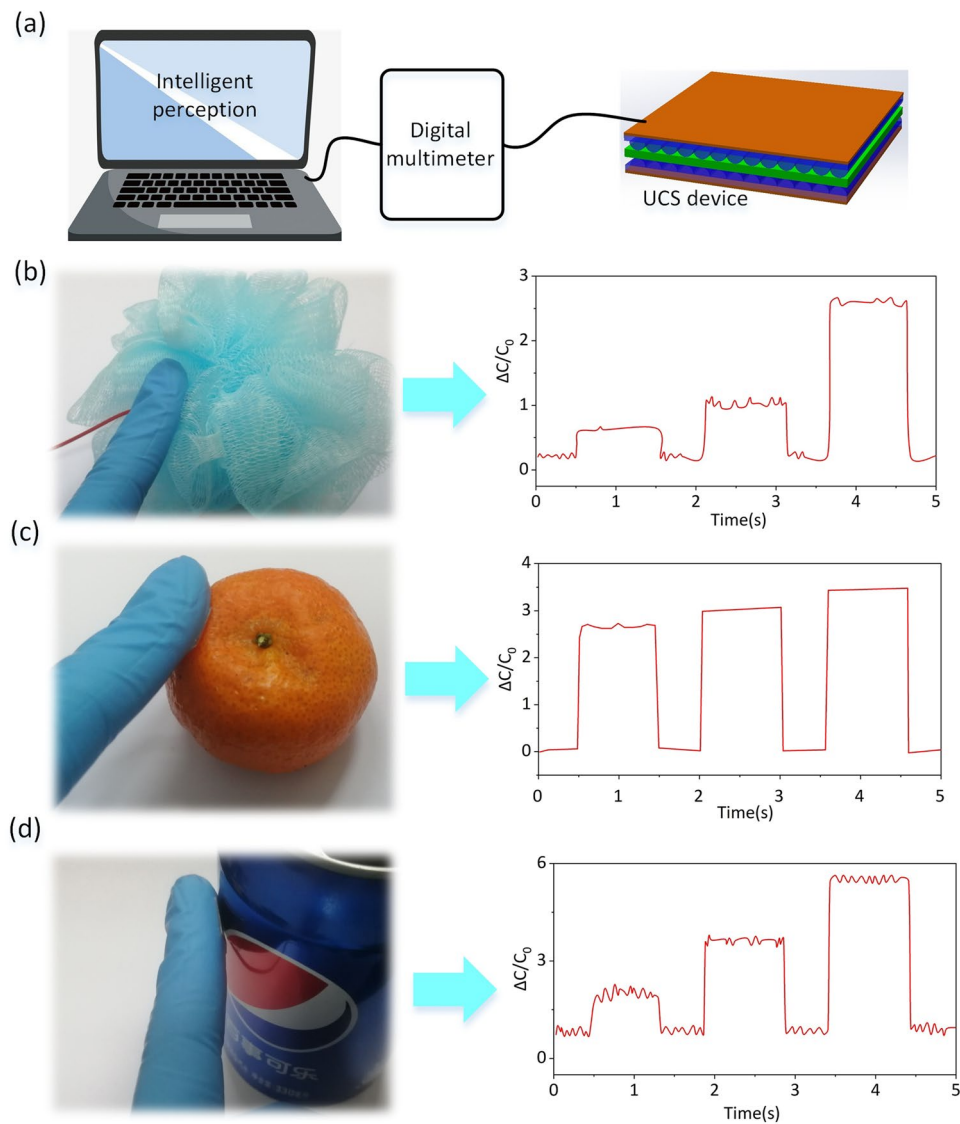 (a)
Intelligent
perception
Digital
multimeter
UCS device
(b)
ΔC/C₀
3
2
1
0
0
1
2
3
4
5
Time(s)
(c)
ΔC/C₀
4
3
2
1
0
0
1
2
3
4
5
Time(s)
(d)
可乐
ΔC/C₀
6
3
0
0
1
2
3
4
5
Time(s)